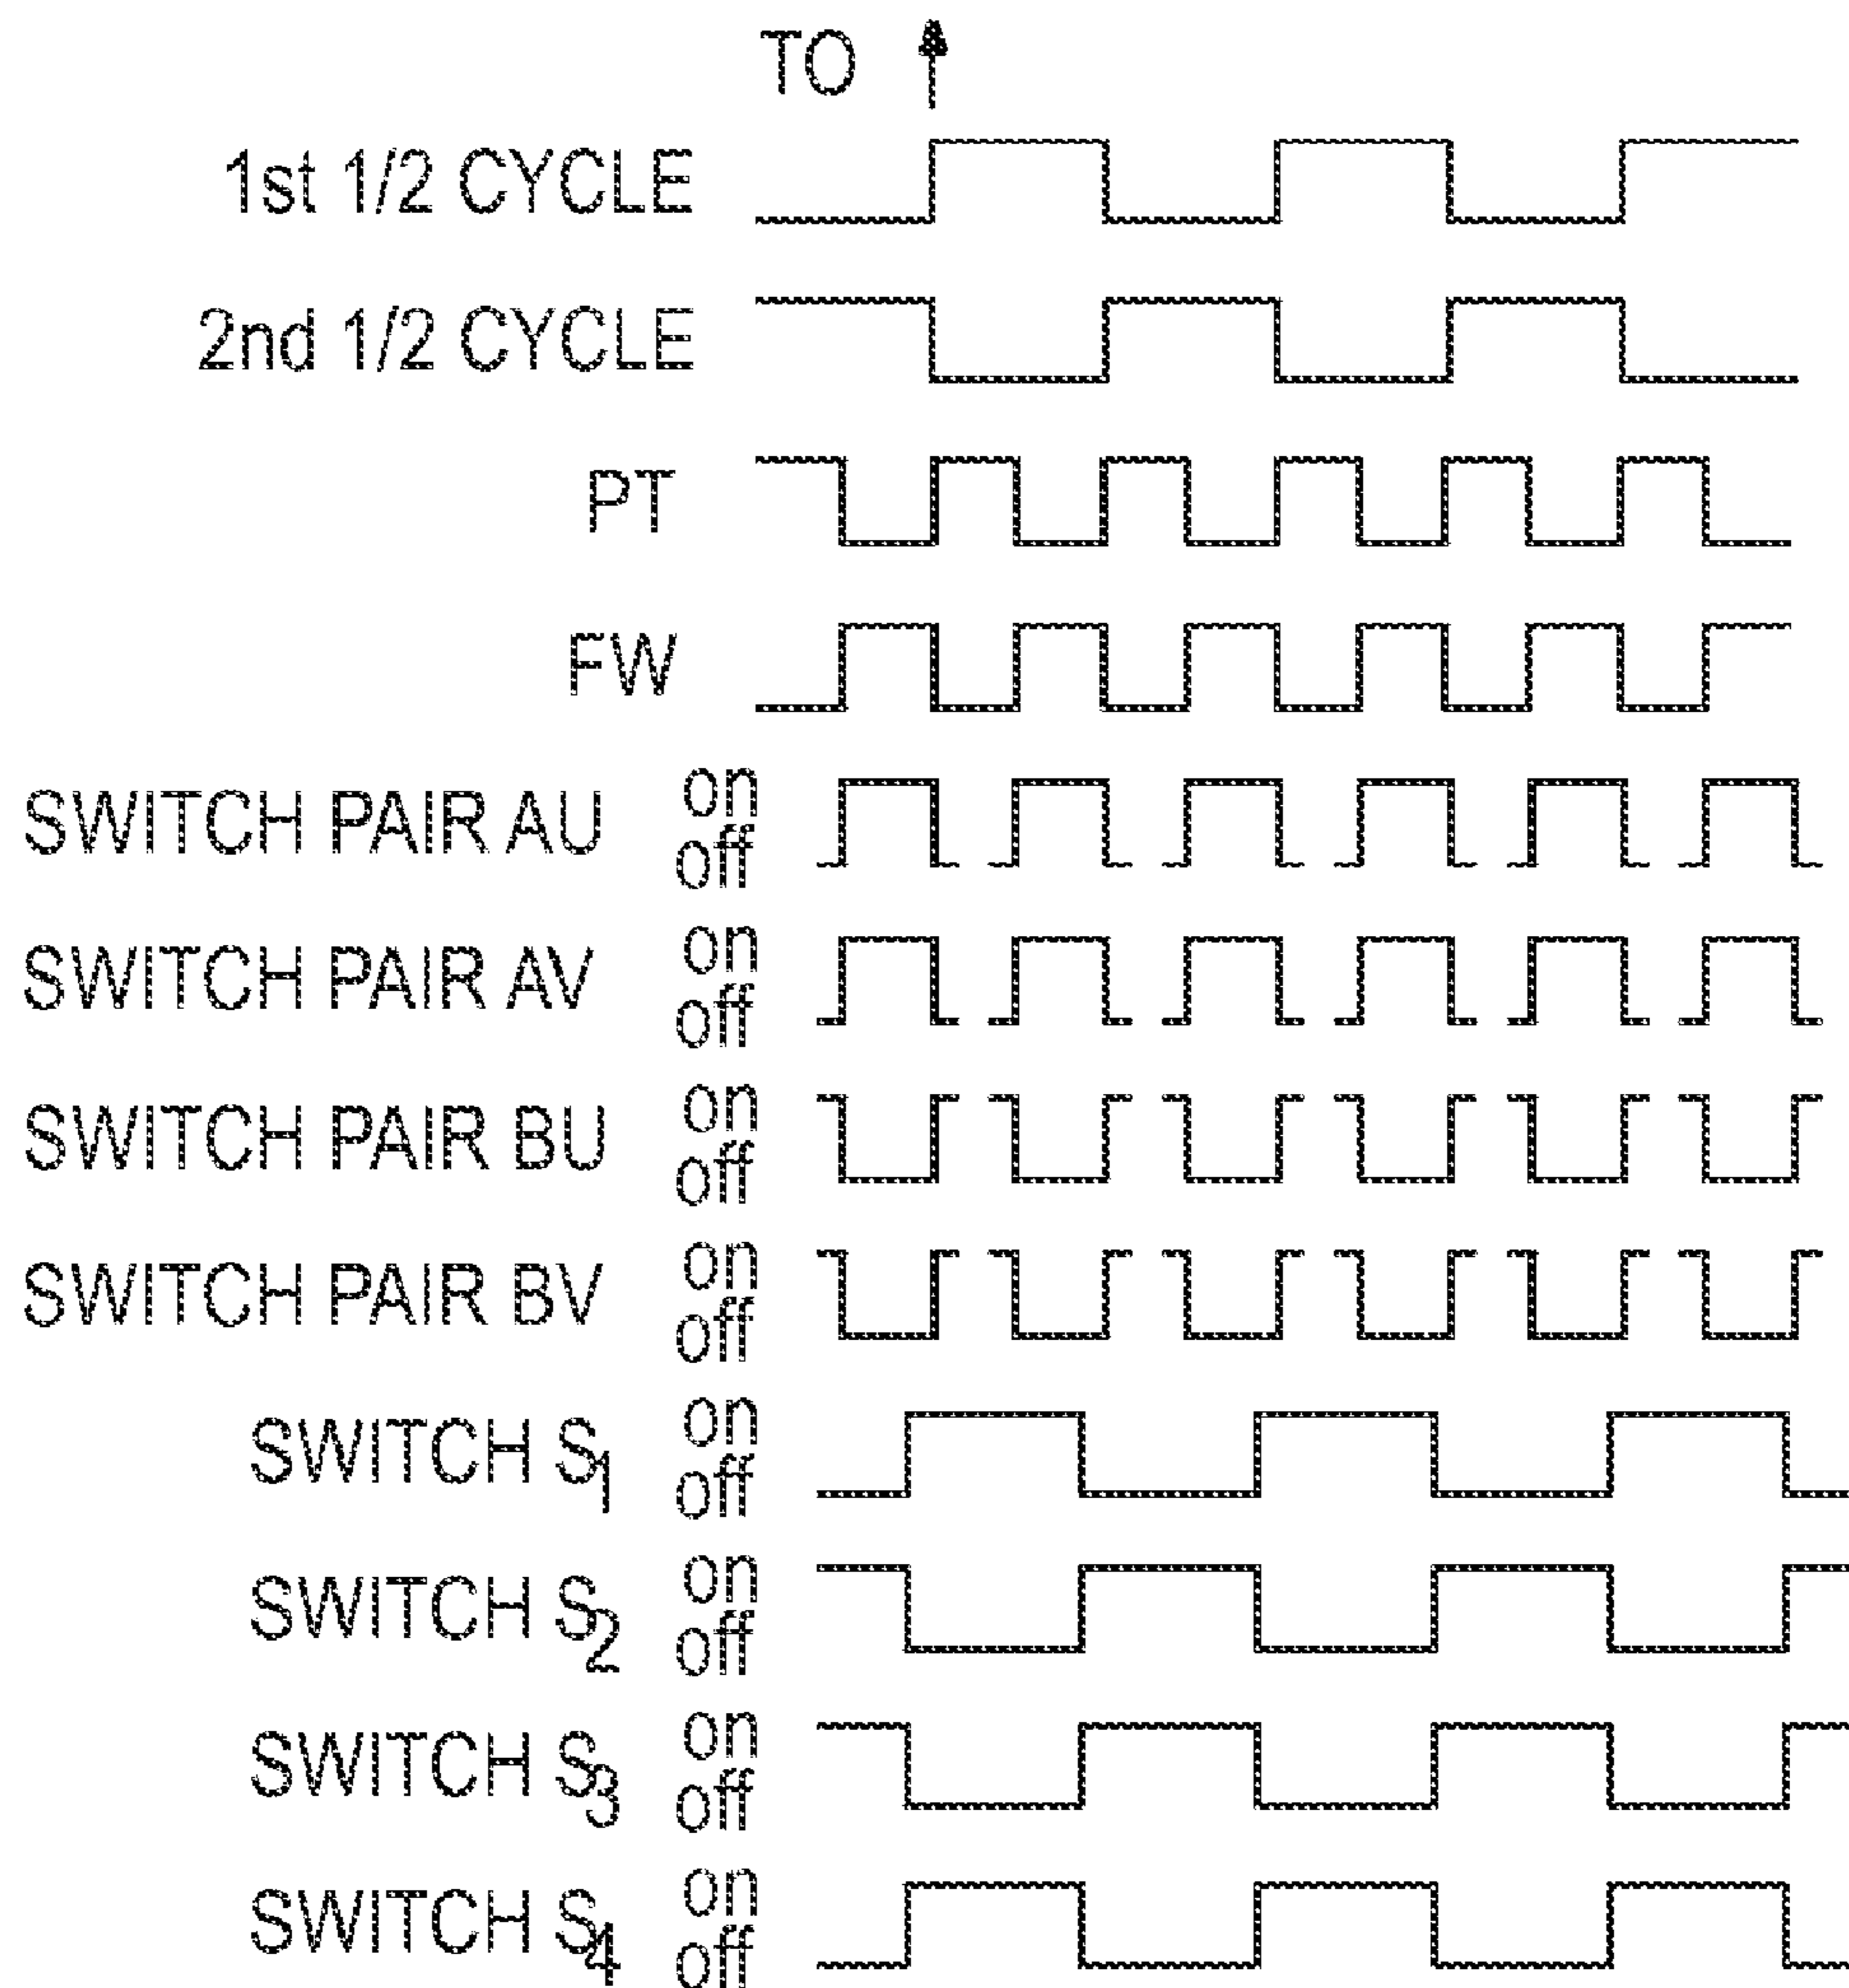 TO
1st 1/2 CYCLE
2nd 1/2 CYCLE
PT
FW
SWITCH PAIR AU on off
SWITCH PAIR AV on off
SWITCH PAIR BU on off
SWITCH PAIR BV on off
SWITCH S1 on off
SWITCH S2 on off
SWITCH S3 on off
SWITCH S4 on off